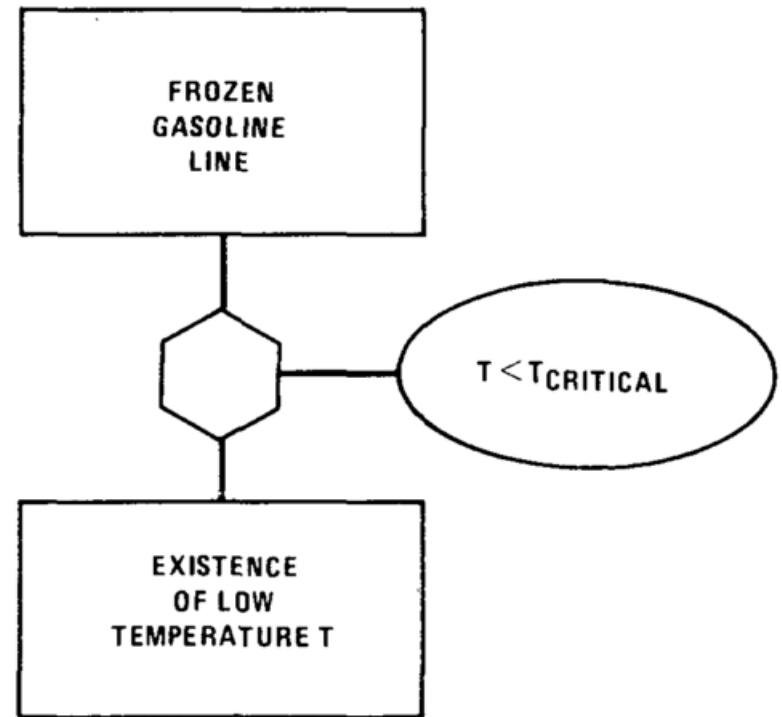 FROZEN
GASOLINE
LINE
T < TCRITICAL
EXISTENCE
OF LOW
TEMPERATURE T